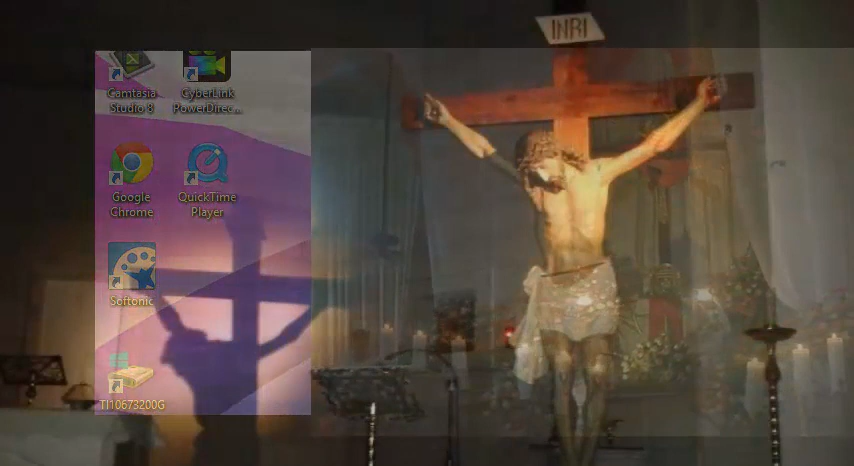 INRI
Camtasia
Studio 8
CyberLink
PowerDirec...
Google
Chrome
QuickTime
Player
Softonic
TI10673200G